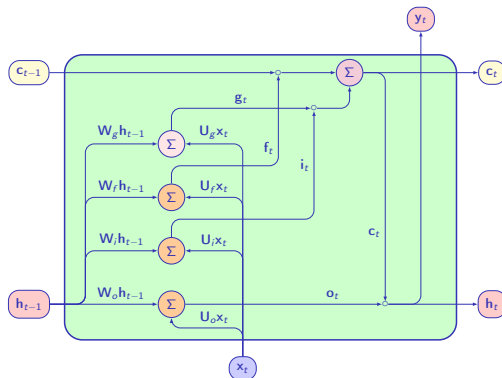 y_t
c_{t−1} Σ c_t
g_t
W_g h_{t−1} Σ U_g x_t f_t i_t
W_f h_{t−1} Σ U_f x_t
W_i h_{t−1} Σ U_i x_t c_t
h_{t−1} W_o h_{t−1} Σ o_t h_t
U_o x_t
x_t